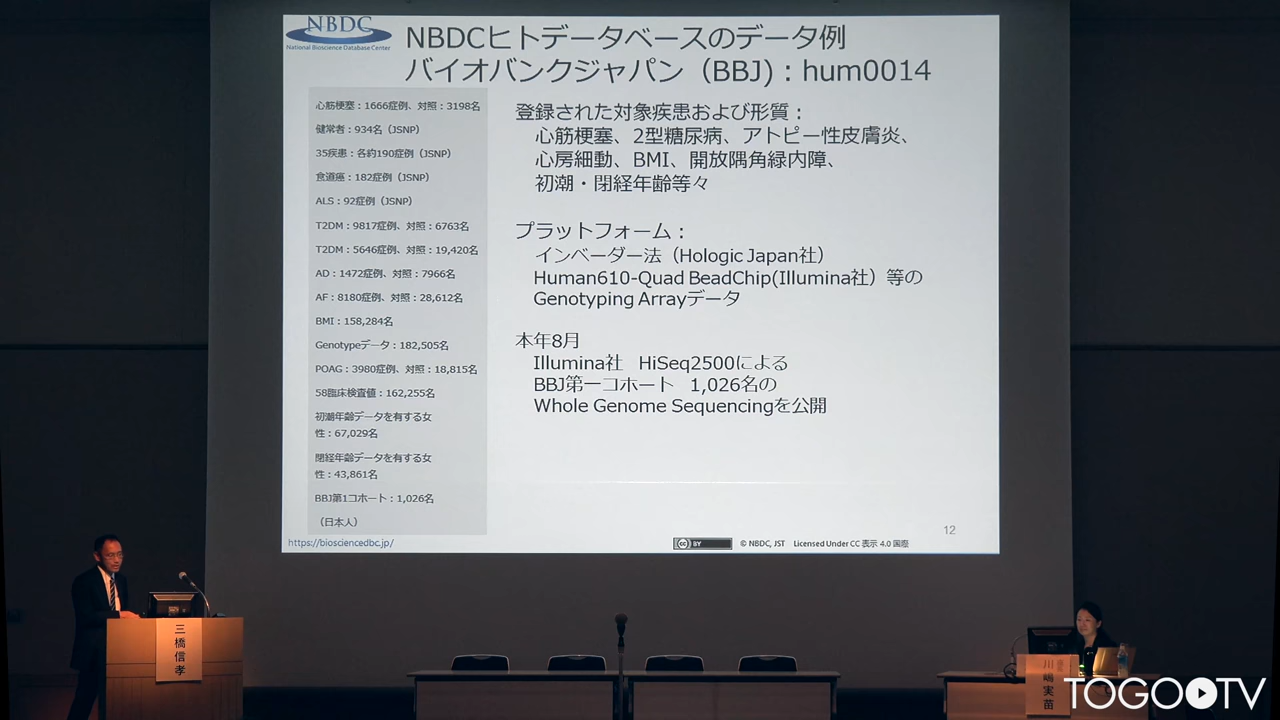 NBDC
National Bioscience Database Center
NBDCヒトデータベースのデータ例
バイオバンクジャパン（BBJ)：hum0014
心筋梗塞：1666症例、対照：3198名
健常者：934名（JSNP）
35疾患：各約190症例（JSNP）
食道癌：182症例（JSNP）
ALS：92症例（JSNP）
T2DM：9817症例、対照：6763名
T2DM：5646症例、対照：19,420名
AD：1472症例、対照：7966名
AF：8180症例、対照：28,612名
BMI：158,284名
Genotypeデータ：182,505名
POAG：3980症例、対照：18,815名
58臨床検査値：162,255名
初潮年齢データを有する女
性：67,029名
閉経年齢データを有する女
性：43,861名
BBJ第1コホート：1,026名
（日本人）
登録された対象疾患および形質：
心筋梗塞、2型糖尿病、アトピー性皮膚炎、
心房細動、BMI、開放隅角緑内障、
初潮・閉経年齢等々
プラットフォーム：
インベーダー法（Hologic Japan社）
Human610-Quad BeadChip(Illumina社）等の
Genotyping Arrayデータ
本年8月
Illumina社 HiSeq2500による
BBJ第一コホート 1,026名の
Whole Genome Sequencingを公開
12
https://biosciencedbc.jp/
cc BY
© NBDC, JST Licensed Under CC 表示 4.0 国際
三橋信孝
川嶋実苗
TOGOTV